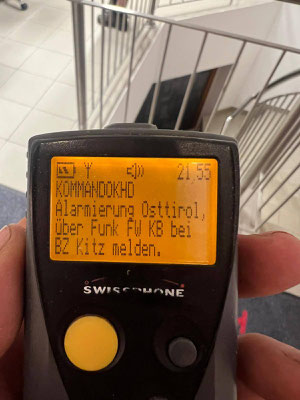 21,55
KOMMANDOKHD
Alarmierung Osttirol,
über Funk FW KB bei
BZ Kitz melden.
SWISSPHONE